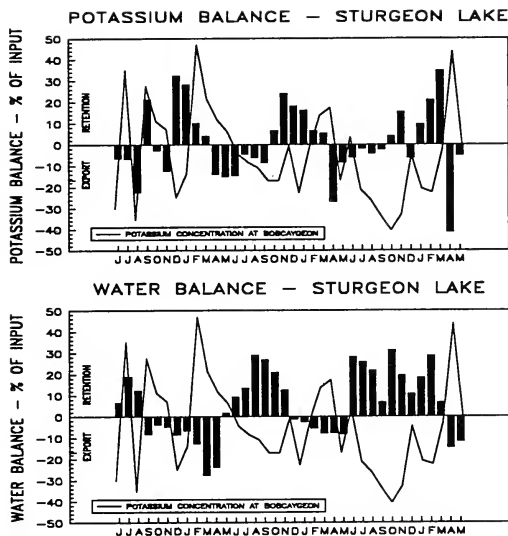 POTASSIUM BALANCE – STURGEON LAKE
POTASSIUM BALANCE – % OF INPUT
50
40
30
20
10
0
-10
-20
-30
-40
-50
RETENTION
EXPORT
POTASSIUM CONCENTRATION AT BOBCAYGEON
J J A S O N D J F M A M J J A S O N D J F M A M J J A S O N D J F M A M
WATER BALANCE – STURGEON LAKE
WATER BALANCE – % OF INPUT
50
40
30
20
10
0
-10
-20
-30
-40
-50
RETENTION
EXPORT
POTASSIUM CONCENTRATION AT BOBCAYGEON
J J A S O N D J F M A M J J A S O N D J F M A M J J A S O N D J F M A M